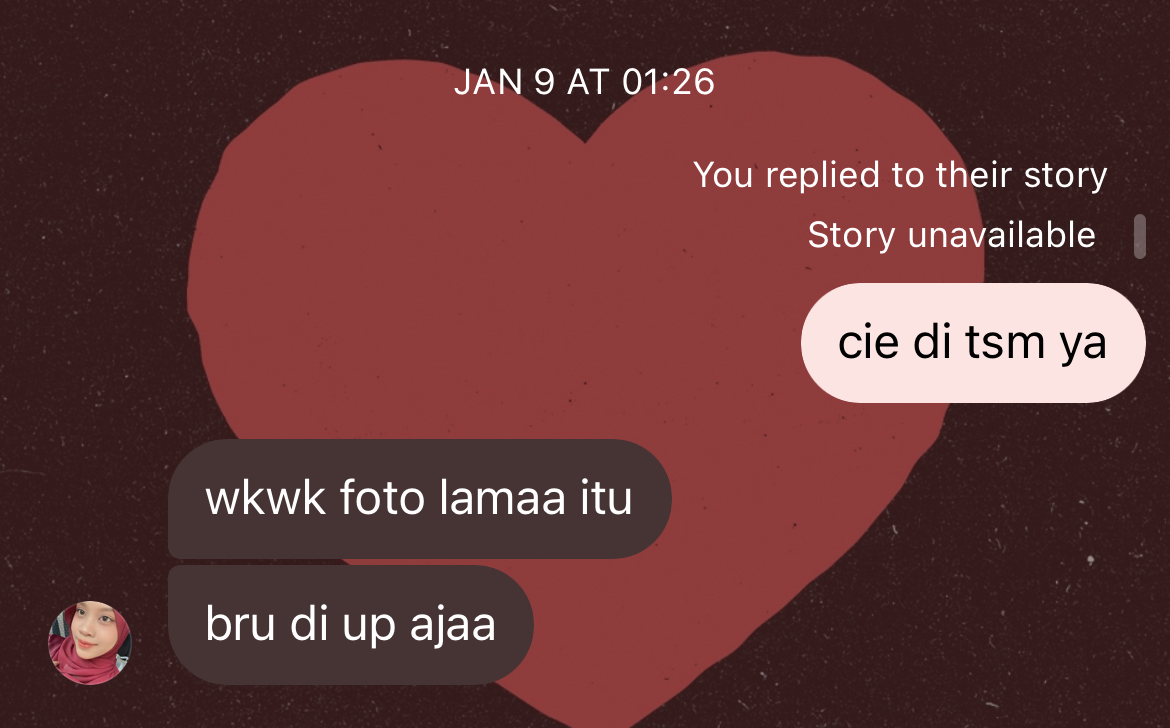 JAN 9 AT 01:26
You replied to their story
Story unavailable
cie di tsm ya
wkwk foto lamaa itu
bru di up ajaa